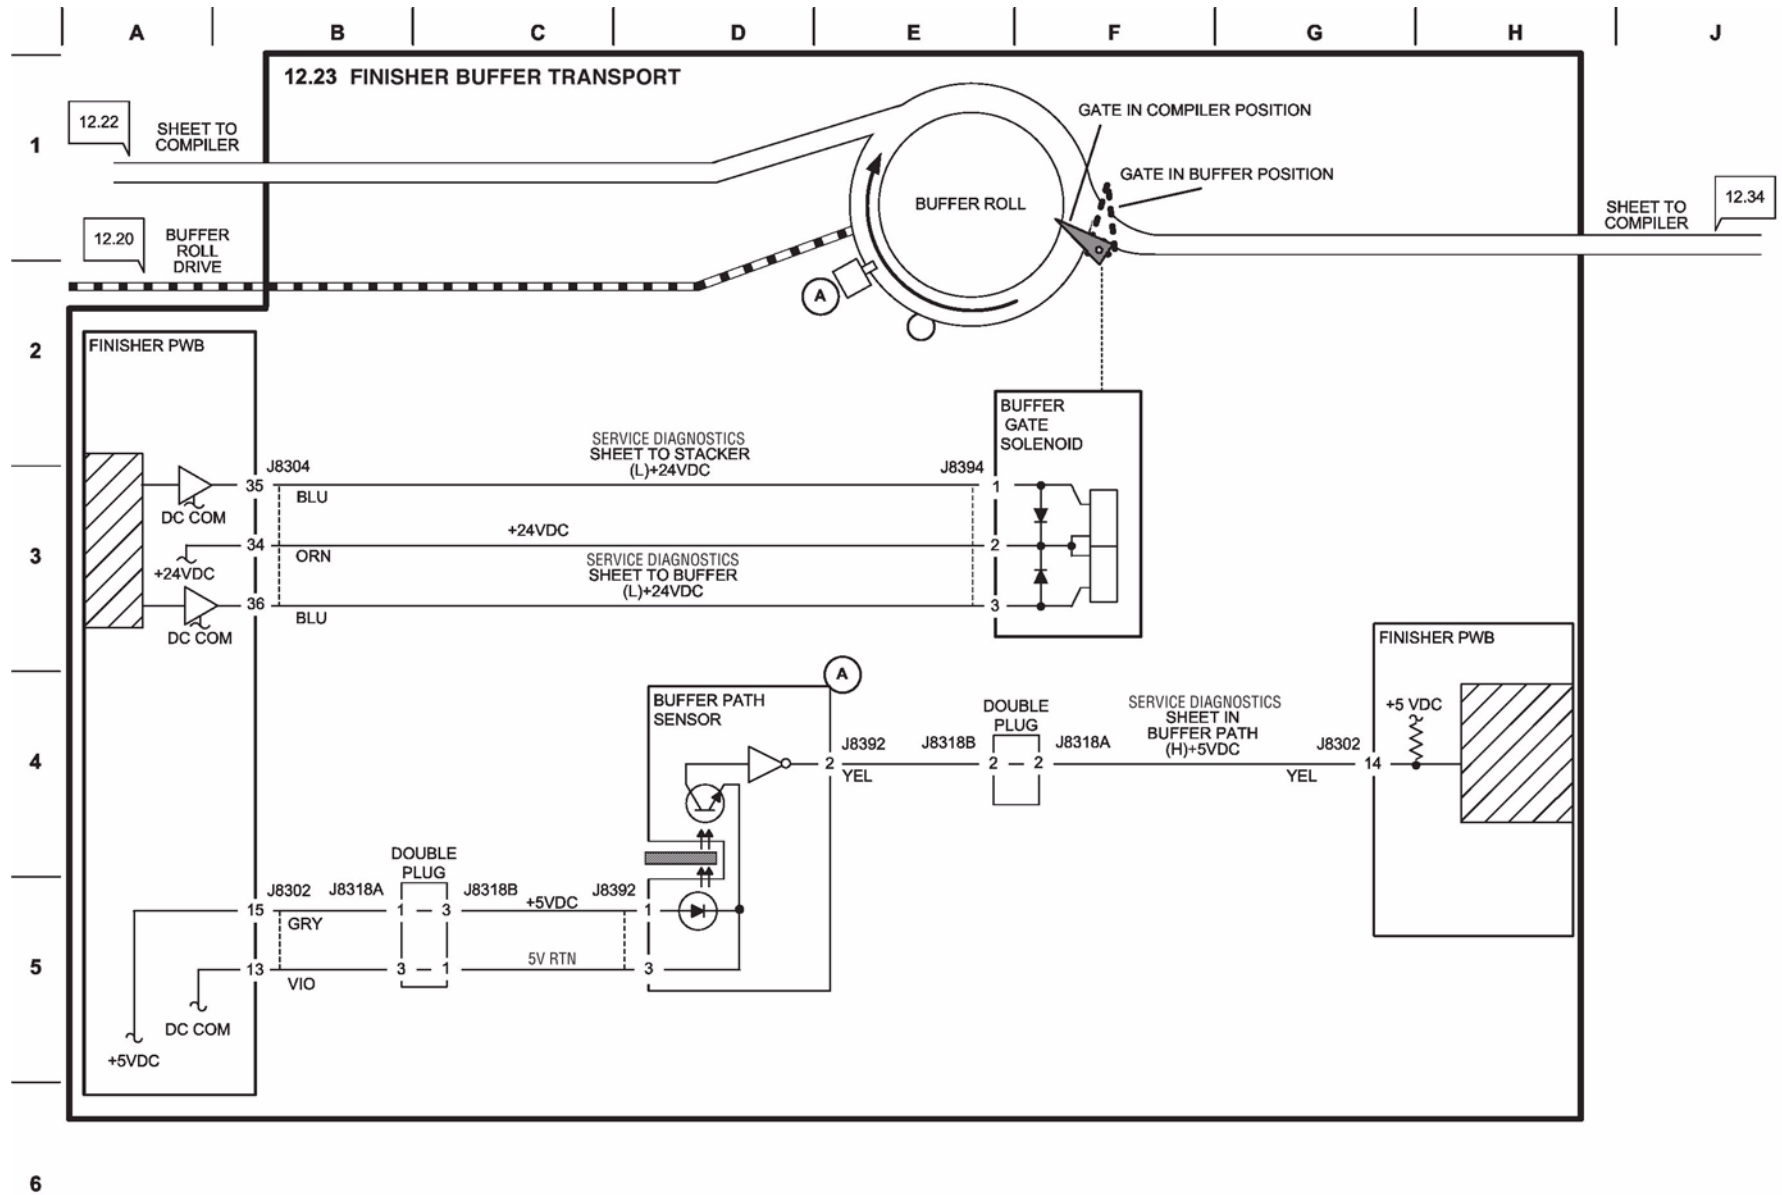 A B C D E F G H J
12.23 FINISHER BUFFER TRANSPORT
1
12.22
SHEET TO
COMPILER
GATE IN COMPILER POSITION
GATE IN BUFFER POSITION
BUFFER ROLL
12.34
SHEET TO
COMPILER
12.20
BUFFER
ROLL
DRIVE
A
2
FINISHER PWB
BUFFER
GATE
SOLENOID
SERVICE DIAGNOSTICS
SHEET TO STACKER
(L)+24VDC
J8304
J8394
35
BLU
1
DC COM
3
+24VDC
34
ORN
2
+24VDC
SERVICE DIAGNOSTICS
SHEET TO BUFFER
(L)+24VDC
36
BLU
3
DC COM
FINISHER PWB
A
4
BUFFER PATH
SENSOR
DOUBLE
PLUG
SERVICE DIAGNOSTICS
SHEET IN
BUFFER PATH
(H)+5VDC
+5 VDC
J8392
J8318B
J8318A
J8302
2
YEL
2
2
YEL
14
DOUBLE
PLUG
J8302
J8318A
J8318B
J8392
15
GRY
1
3
+5VDC
1
5
13
VIO
3
1
5V RTN
3
DC COM
+5VDC
6